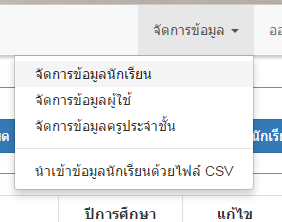 จัดการข้อมูล
จัดการข้อมูลนักเรียน
จัดการข้อมูลผู้ใช้
จัดการข้อมูลครูประจำชั้น
นำเข้าข้อมูลนักเรียนด้วยไฟล์ CSV
ปีการศึกษา แก้ไข